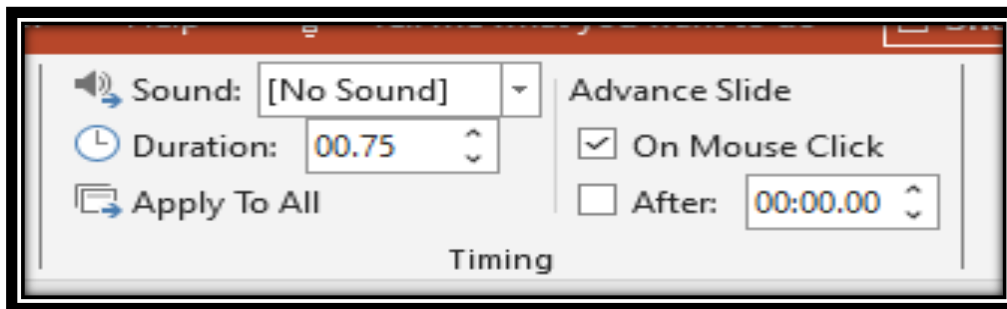 Sound: [No Sound]
Duration: 00.75
Apply To All
Advance Slide
On Mouse Click
After: 00:00.00
Timing